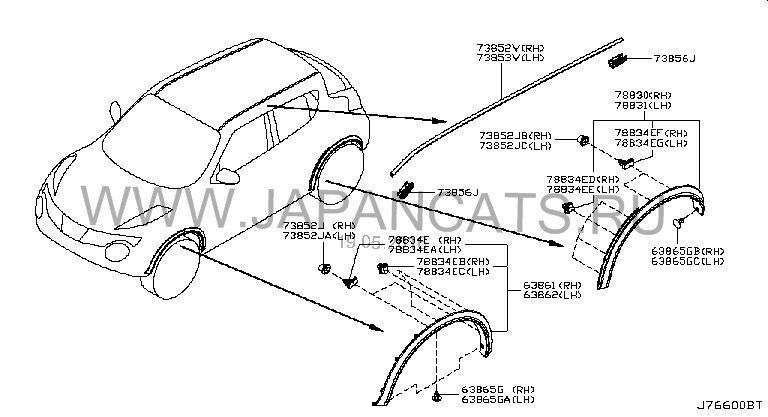 73852V(RH)
73853V(LH)
73856J
78830(RH)
78831(LH)
73852JB(RH)
73852JC(LH)
78834EF(RH)
78834EG(LH)
78834ED(RH)
78834EE(LH)
73856J
WWW.JAPANCATS.RU
73852J (RH)
73852JA(LH)
19.05.
78834E (RH)
78834EA(LH)
78834EB(RH)
78834EC(LH)
63865GB(RH)
63865GC(LH)
63861(RH)
63862(LH)
63865G (RH)
63865GA(LH)
J76600BT